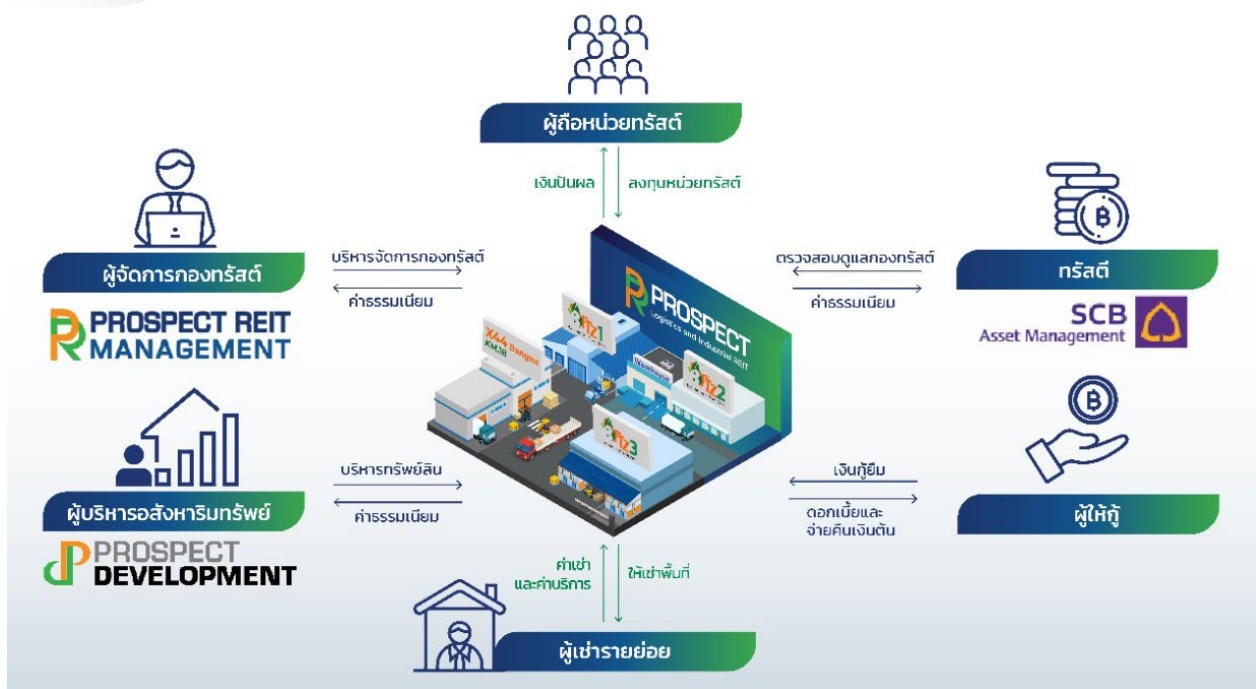 ผู้ถือหน่วยทรัสต์
เงินปันผล
ลงทุนหน่วยทรัสต์
ผู้จัดการกองทรัสต์
PROSPECT REIT
MANAGEMENT
บริหารจัดการกองทรัสต์
ค่าธรรมเนียม
PROSPECT
Logistics and Industrial REIT
X44 Bangna
KM.18
BFTZ1
Warehouse
BFTZ2
BFTZ3
ตรวจสอบดูแลกองทรัสต์
ค่าธรรมเนียม
ทรัสตี
SCB
Asset Management
ผู้บริหารอสังหาริมทรัพย์
PROSPECT
DEVELOPMENT
บริหารทรัพย์สิน
ค่าธรรมเนียม
เงินกู้ยืม
ดอกเบี้ยและ
จ่ายคืนเงินต้น
ผู้ให้กู้
ค่าเช่า
และค่าบริการ
ให้เช่าพื้นที่
ผู้เช่ารายย่อย